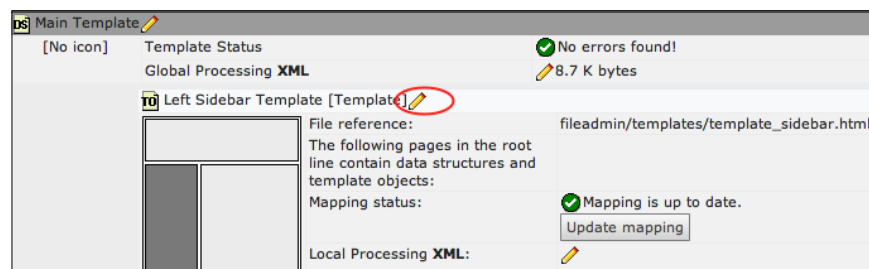 DS Main Template
[No icon] Template Status No errors found!
Global Processing XML 8.7 K bytes
TO Left Sidebar Template [Template]
File reference: fileadmin/templates/template_sidebar.html
The following pages in the root
line contain data structures and
template objects:
Mapping status: Mapping is up to date.
Update mapping
Local Processing XML: